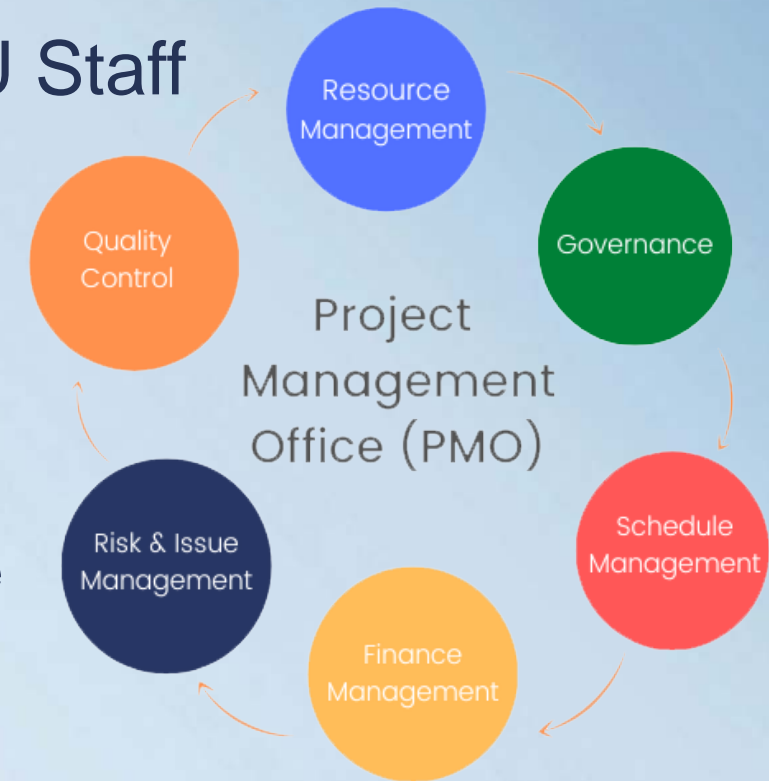 Staff
Resource
Management
Quality
Control
Governance
Project
Management
Office (PMO)
Schedule
Management
Risk & Issue
Management
Finance
Management